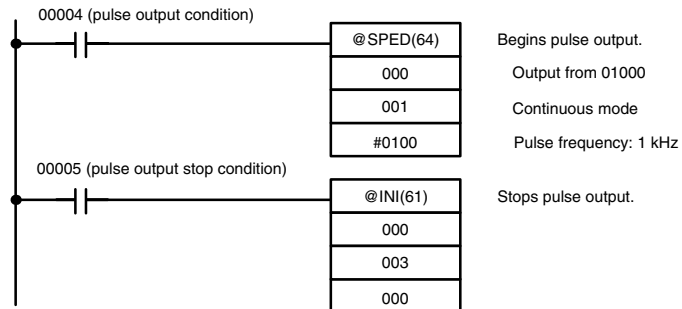 00004 (pulse output condition)
@SPED(64) Begins pulse output.
000 Output from 01000
001 Continuous mode
#0100 Pulse frequency: 1 kHz
00005 (pulse output stop condition)
@INI(61) Stops pulse output.
000
003
000